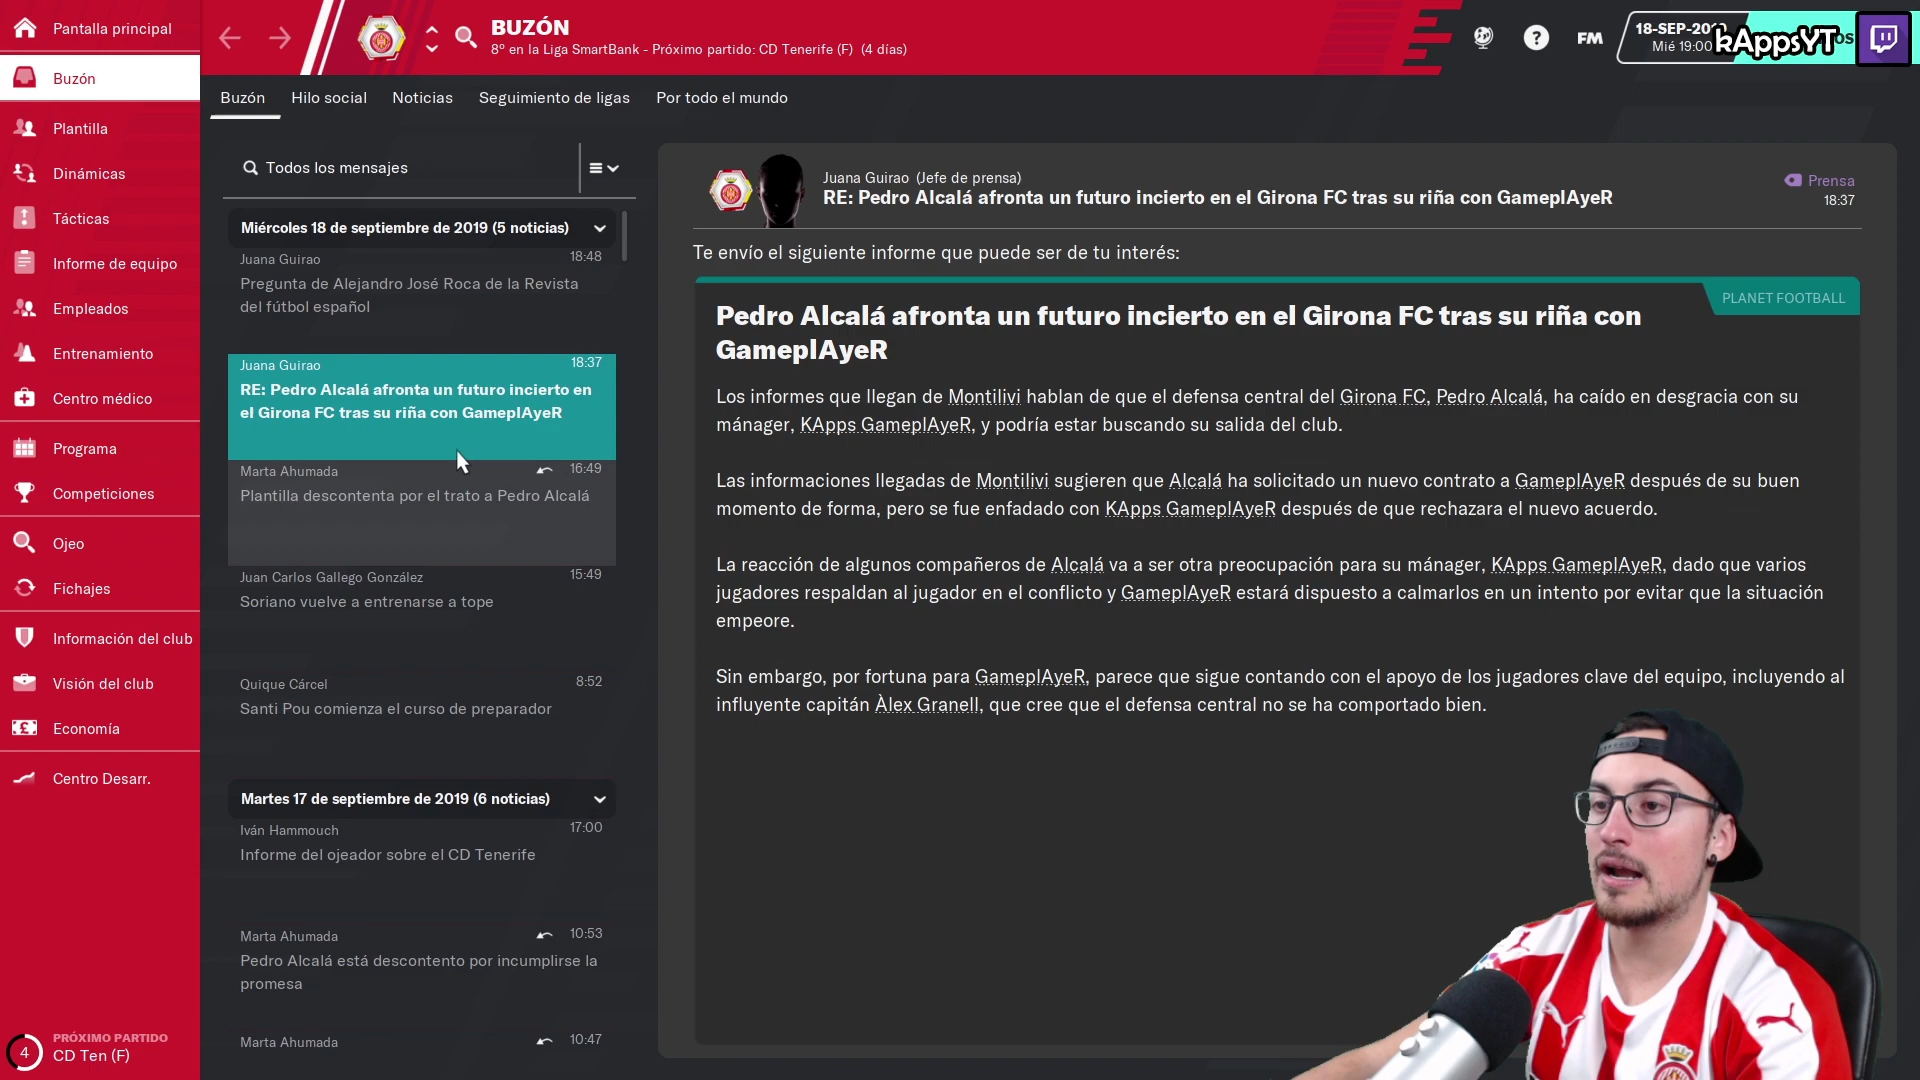 Pantalla principal
Buzón
Plantilla
Dinámicas
Tácticas
Informe de equipo
Empleados
Entrenamiento
Centro médico
Programa
Competiciones
Ojeo
Fichajes
Información del club
Visión del club
Economía
Centro Desarr.
PRÓXIMO PARTIDO
4
CD Ten (F)
BUZÓN
8º en la Liga SmartBank - Próximo partido: CD Tenerife (F) (4 días)
FM
Mié 19:00
kAppsYT
Buzón
Hilo social
Noticias
Seguimiento de ligas
Por todo el mundo
Todos los mensajes
Miércoles 18 de septiembre de 2019 (5 noticias)
Juana Guirao 18:48
Pregunta de Alejandro José Roca de la Revista
del fútbol español
Juana Guirao 18:37
RE: Pedro Alcalá afronta un futuro incierto en
el Girona FC tras su riña con GameplAyeR
Marta Ahumada 16:49
Plantilla descontenta por el trato a Pedro Alcalá
Juan Carlos Gallego González 15:49
Soriano vuelve a entrenarse a tope
Quique Cárcel 8:52
Santi Pou comienza el curso de preparador
Martes 17 de septiembre de 2019 (6 noticias)
Iván Hammouch 17:00
Informe del ojeador sobre el CD Tenerife
Marta Ahumada 10:53
Pedro Alcalá está descontento por incumplirse la
promesa
Marta Ahumada 10:47
Juana Guirao (Jefe de prensa)
RE: Pedro Alcalá afronta un futuro incierto en el Girona FC tras su riña con GameplAyeR
Prensa
18:37
Te envío el siguiente informe que puede ser de tu interés:
PLANET FOOTBALL
Pedro Alcalá afronta un futuro incierto en el Girona FC tras su riña con
GameplAyeR
Los informes que llegan de Montilivi hablan de que el defensa central del Girona FC, Pedro Alcalá, ha caído en desgracia con su
mánager, KApps GameplAyeR, y podría estar buscando su salida del club.
Las informaciones llegadas de Montilivi sugieren que Alcalá ha solicitado un nuevo contrato a GameplAyeR después de su buen
momento de forma, pero se fue enfadado con KApps GameplAyeR después de que rechazara el nuevo acuerdo.
La reacción de algunos compañeros de Alcalá va a ser otra preocupación para su mánager, KApps GameplAyeR, dado que varios
jugadores respaldan al jugador en el conflicto y GameplAyeR estará dispuesto a calmarlos en un intento por evitar que la situación
empeore.
Sin embargo, por fortuna para GameplAyeR, parece que sigue contando con el apoyo de los jugadores clave del equipo, incluyendo al
influyente capitán Àlex Granell, que cree que el defensa central no se ha comportado bien.